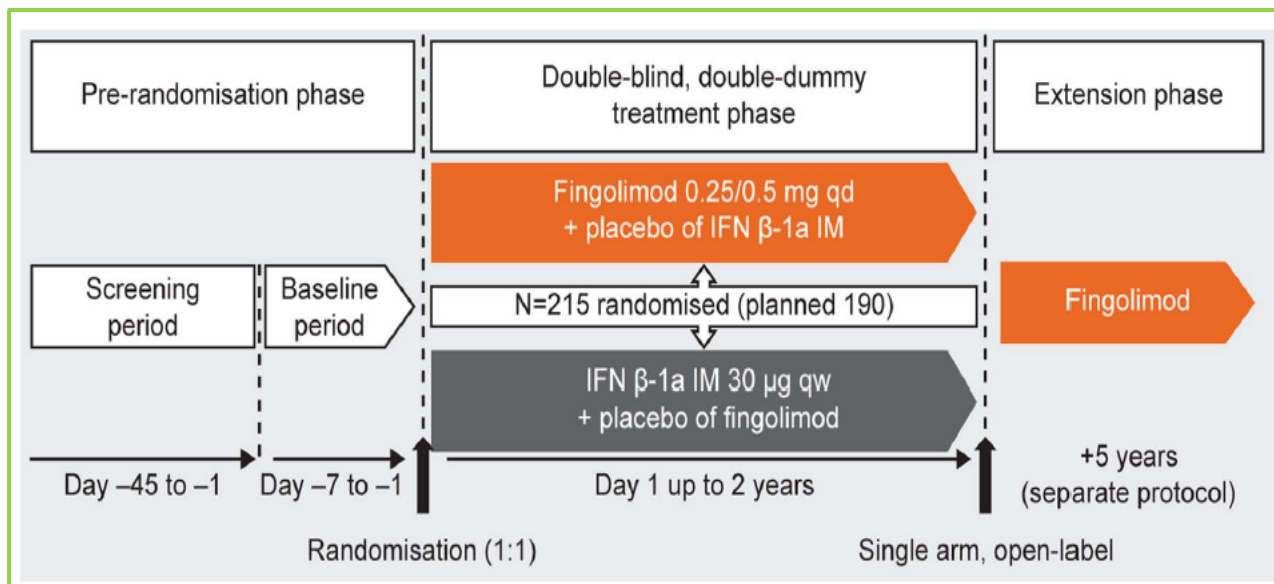 Pre-randomisation phase
Double-blind, double-dummy
treatment phase
Extension phase
Fingolimod 0.25/0.5 mg qd
+ placebo of IFN β-1a IM
Screening
period
Baseline
period
N=215 randomised (planned 190)
Fingolimod
IFN β-1a IM 30 µg qw
+ placebo of fingolimod
Day –45 to –1
Day –7 to –1
Day 1 up to 2 years
+5 years
(separate protocol)
Randomisation (1:1)
Single arm, open-label